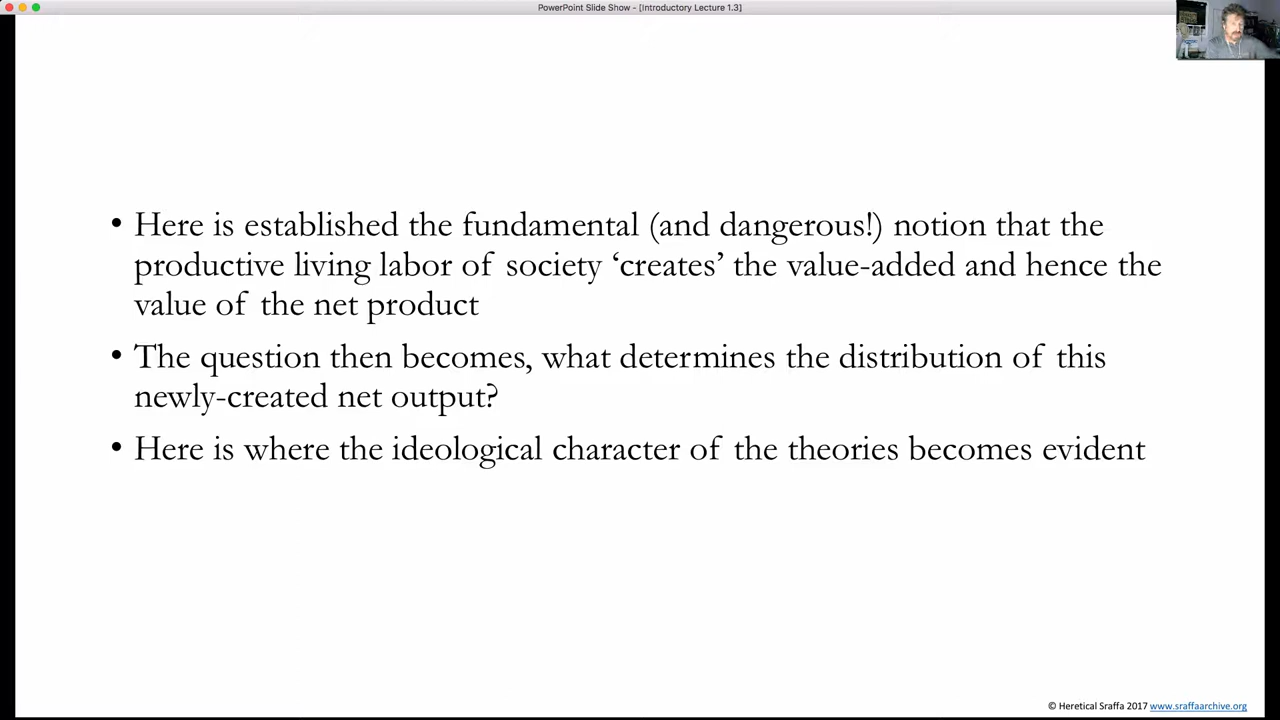 PowerPoint Slide Show - [Introductory Lecture 1.3]
• Here is established the fundamental (and dangerous!) notion that the
productive living labor of society ‘creates’ the value-added and hence the
value of the net product
• The question then becomes, what determines the distribution of this
newly-created net output?
• Here is where the ideological character of the theories becomes evident
© Heretical Sraffa 2017 www.sraffaarchive.org